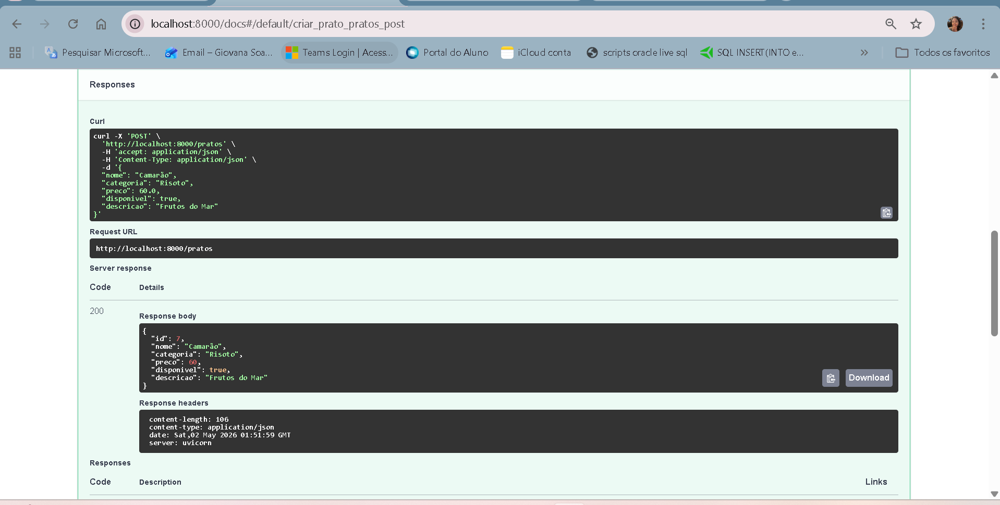 localhost:8000/docs#/default/criar_prato_pratos_post
Pesquisar Microsoft... Email – Giovana Soa... Teams Login | Acess... Portal do Aluno iCloud conta scripts oracle live sql SQL INSERT(INTO e... Todos os favoritos
Responses
Curl
curl -X 'POST' \
'http://localhost:8000/pratos' \
-H 'accept: application/json' \
-H 'Content-Type: application/json' \
-d '{
"nome": "Camarão",
"categoria": "Risoto",
"preco": 60.0,
"disponivel": true,
"descricao": "Frutos do Mar"
}'
Request URL
http://localhost:8000/pratos
Server response
Code Details
200
Response body
{
"id": 7,
"nome": "Camarão",
"categoria": "Risoto",
"preco": 60,
"disponivel": true,
"descricao": "Frutos do Mar"
}
Download
Response headers
content-length: 106
content-type: application/json
date: Sat,02 May 2026 01:51:59 GMT
server: uvicorn
Responses
Code Description Links